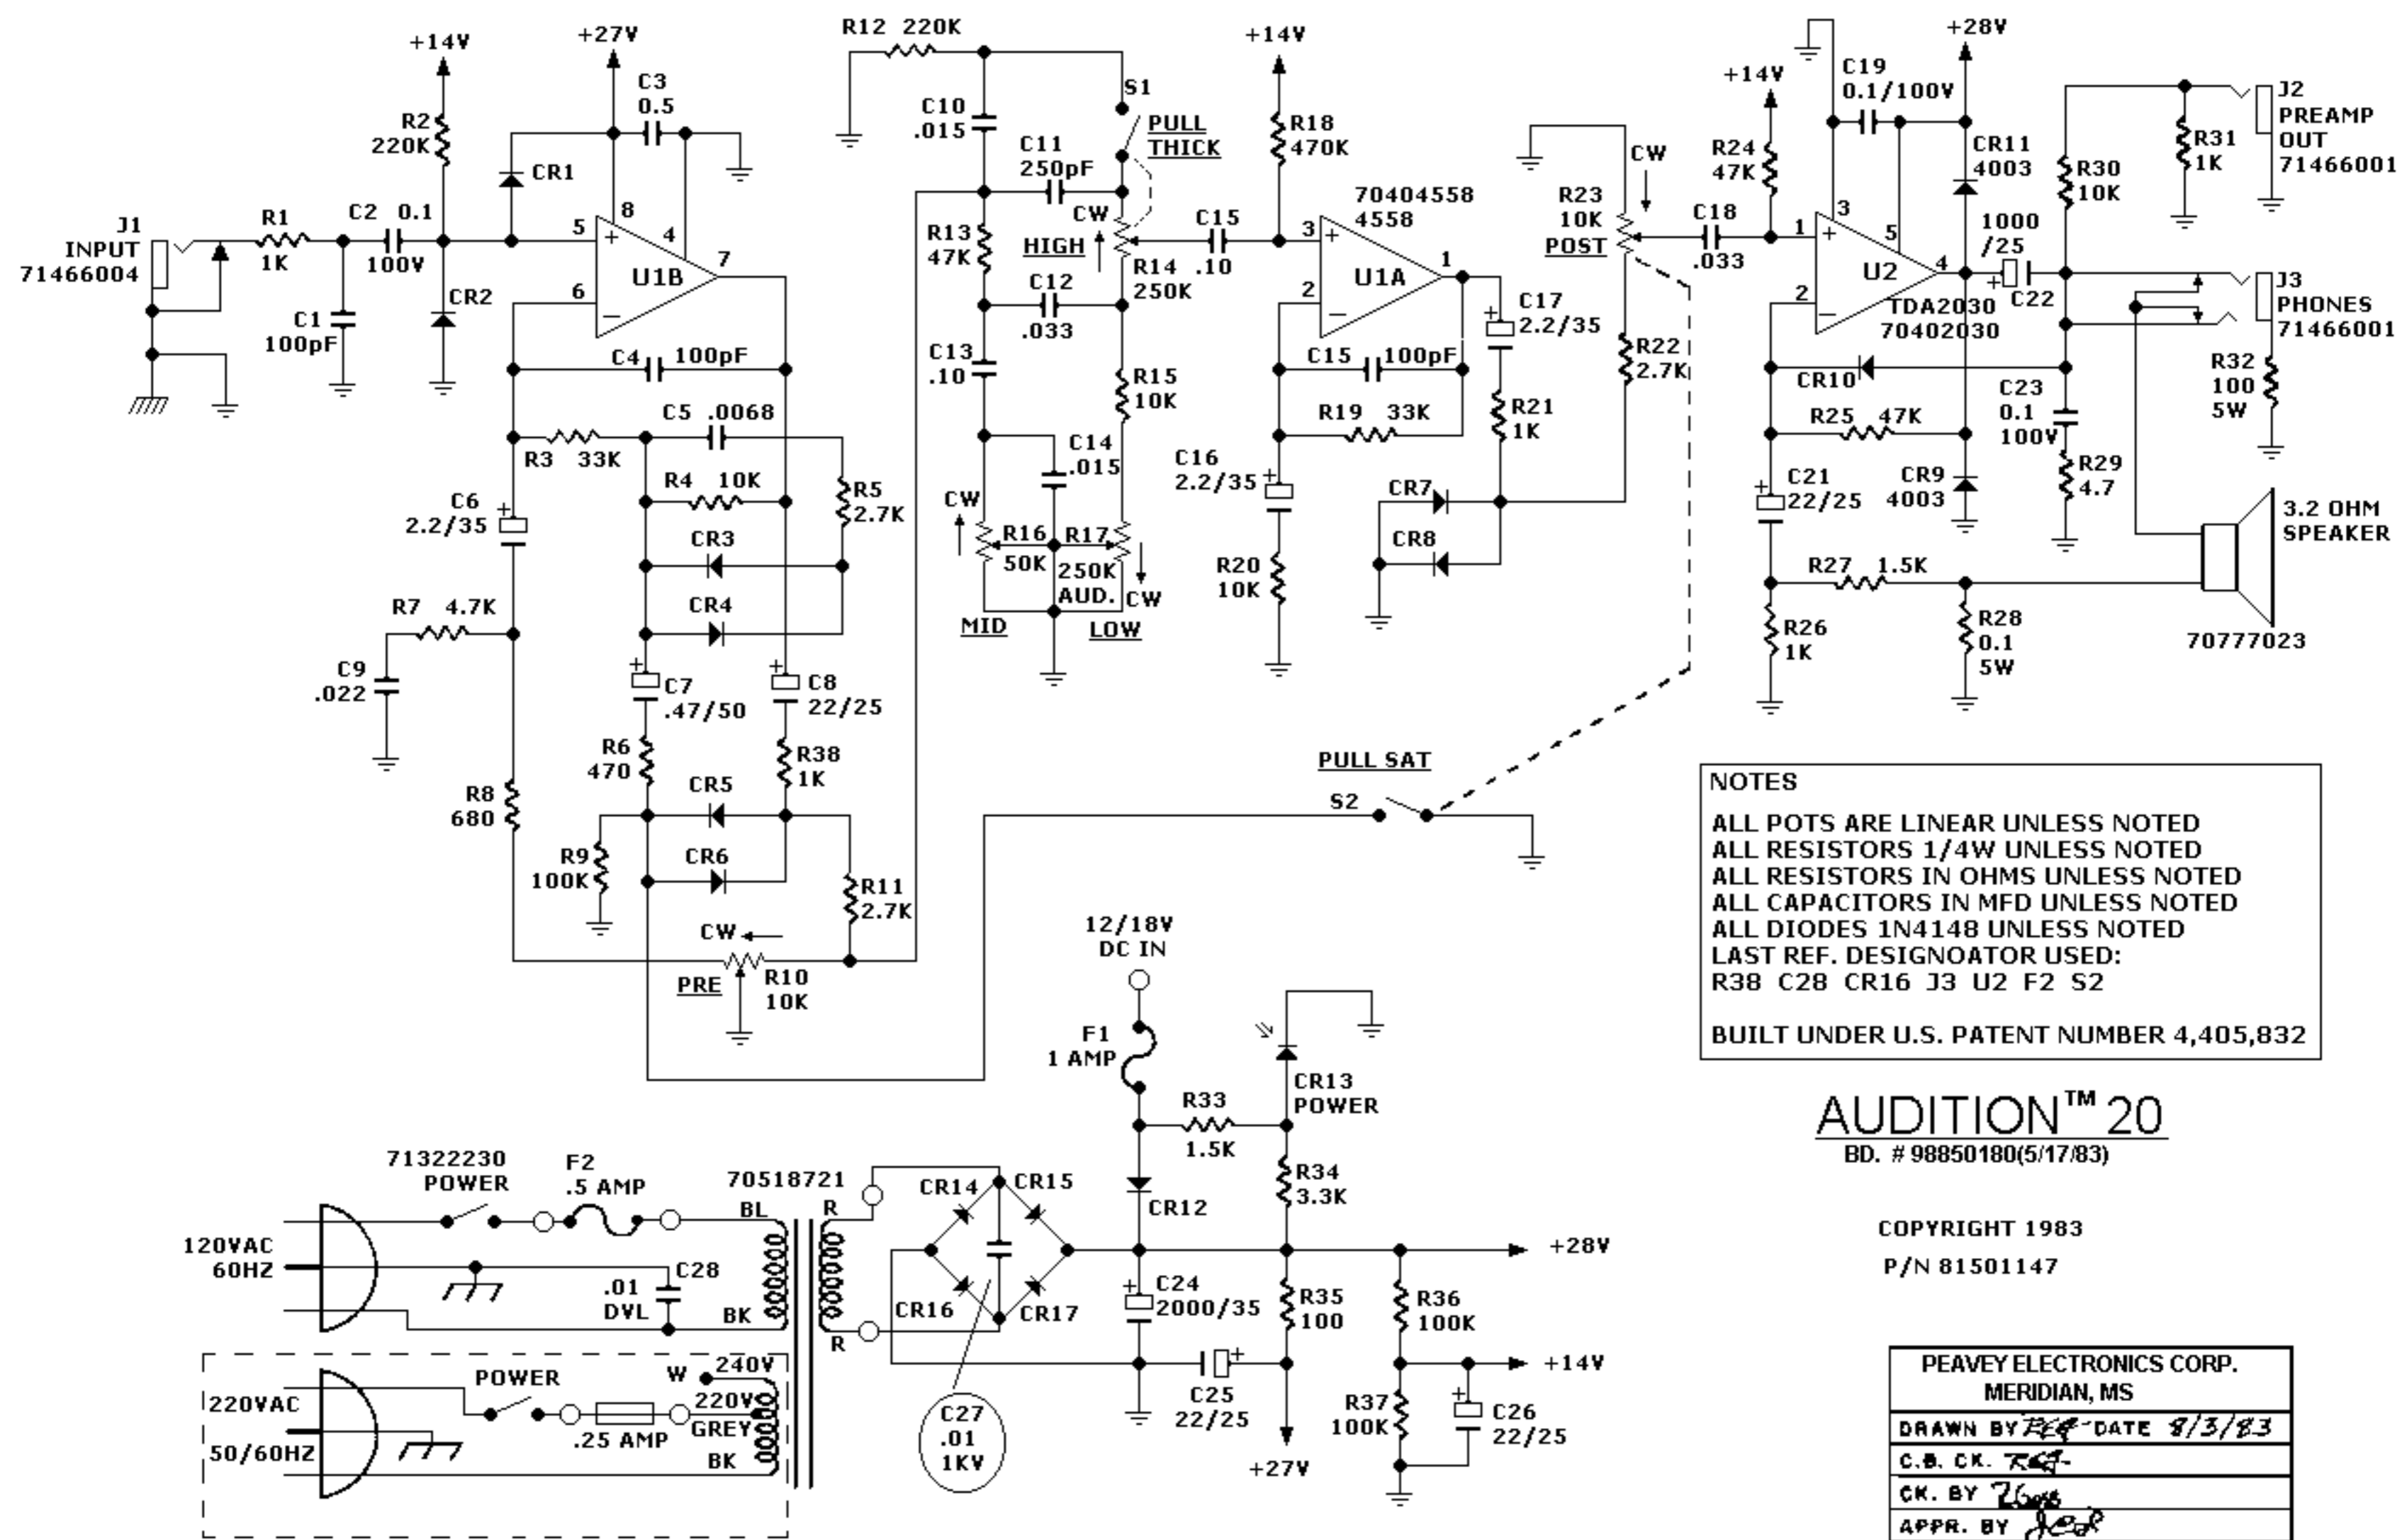 +14V
R2
220K
+27V
C3
0.5
CR1
J1
INPUT
71466004
R1
1K
C2 0.1
100V
C1
100pF
CR2
5
+
8
4
7
U1B
6
−
C4 100pF
C5 .0068
R3 33K
R4 10K
R5
2.7K
C6
2.2/35
+
CR3
CR4
R7 4.7K
C9
.022
+
C7
.47/50
+
C8
22/25
R6
470
R38
1K
R8
680
CR5
R9
100K
CR6
R11
2.7K
CW
PRE
R10
10K
R12 220K
C10
.015
S1
PULL
THICK
C11
250pF
R13
47K
CW
HIGH
R14
250K
C12
.033
C13
.10
R15
10K
C14
.015
CW
R16
50K
R17
250K
AUD.
CW
MID
LOW
C15
.10
+14V
R18
470K
70404558
4558
3
+
1
U1A
2
−
C15 100pF
R19 33K
C16
2.2/35
+
R20
10K
+
C17
2.2/35
R21
1K
CR7
CR8
CW
R23
10K
POST
R22
2.7K
C18
.033
+14V
R24
47K
C19
0.1/100V
+28V
CR11
4003
1
+
3
5
4
U2
2
−
TDA2030
70402030
1000
/25
+
C22
R30
10K
R31
1K
J2
PREAMP
OUT
71466001
J3
PHONES
71466001
R32
100
5W
CR10
R25 47K
C23
0.1
100V
C21
22/25
+
CR9
4003
R29
4.7
3.2 OHM
SPEAKER
70777023
R27 1.5K
R26
1K
R28
0.1
5W
PULL SAT
S2
NOTES
ALL POTS ARE LINEAR UNLESS NOTED
ALL RESISTORS 1/4W UNLESS NOTED
ALL RESISTORS IN OHMS UNLESS NOTED
ALL CAPACITORS IN MFD UNLESS NOTED
ALL DIODES 1N4148 UNLESS NOTED
LAST REF. DESIGNOATOR USED:
R38 C28 CR16 J3 U2 F2 S2
BUILT UNDER U.S. PATENT NUMBER 4,405,832
AUDITION™ 20
BD. # 98850180(5/17/83)
COPYRIGHT 1983
P/N 81501147
12/18V
DC IN
F1
1 AMP
CR13
POWER
R33
1.5K
R34
3.3K
CR12
71322230
POWER
F2
.5 AMP
70518721
BL
R
CR14
CR15
120VAC
60HZ
C28
.01
DVL
BK
R
CR16
CR17
+28V
+
C24
2000/35
R35
100
R36
100K
+14V
C25
22/25
+
+27V
R37
100K
+
C26
22/25
C27
.01
1KV
220VAC
50/60HZ
POWER
.25 AMP
W
240V
220V
GREY
BK
PEAVEY ELECTRONICS CORP.
MERIDIAN, MS
DRAWN BY DATE 8/3/83
C.B. CK.
CK. BY
APPR. BY